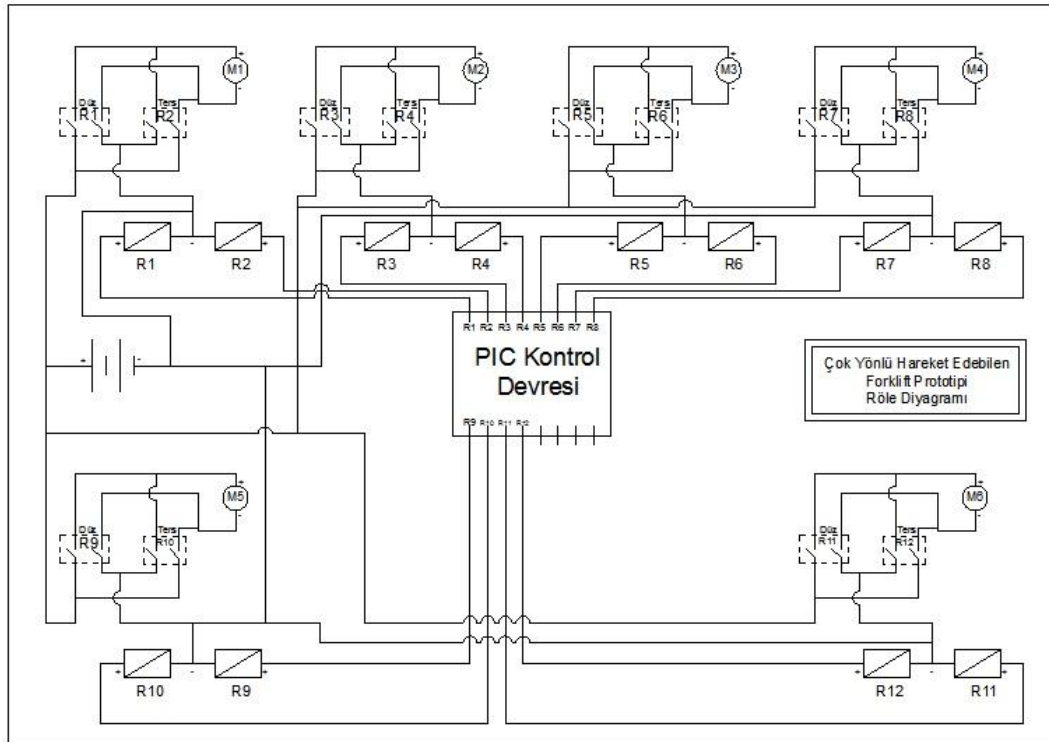 M1
M2
M3
M4
Düz
Ters
Düz
Ters
Düz
Ters
Düz
Ters
R1
R2
R3
R4
R5
R6
R7
R8
+ - +
+ - +
+ - +
+ - +
R1
R2
R3
R4
R5
R6
R7
R8
R1 R2 R3 R4 R5 R6 R7 R8
PIC Kontrol
Devresi
R9 R10 R11 R12
+ -
Çok Yönlü Hareket Edebilen
Forklift Prototipi
Röle Diyagramı
M5
M6
Düz
Ters
Düz
Ters
R9
R10
R11
R12
+ - +
+ - +
R10
R9
R12
R11